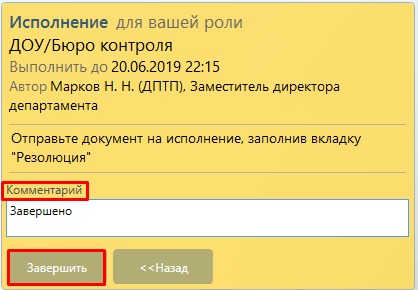 Исполнение для вашей роли
ДОУ/Бюро контроля
Выполнить до 20.06.2019 22:15
Автор Марков Н. Н. (ДПТП), Заместитель директора
департамента
Отправьте документ на исполнение, заполнив вкладку
"Резолюция"
Комментарий
Завершено
Завершить
<<Назад